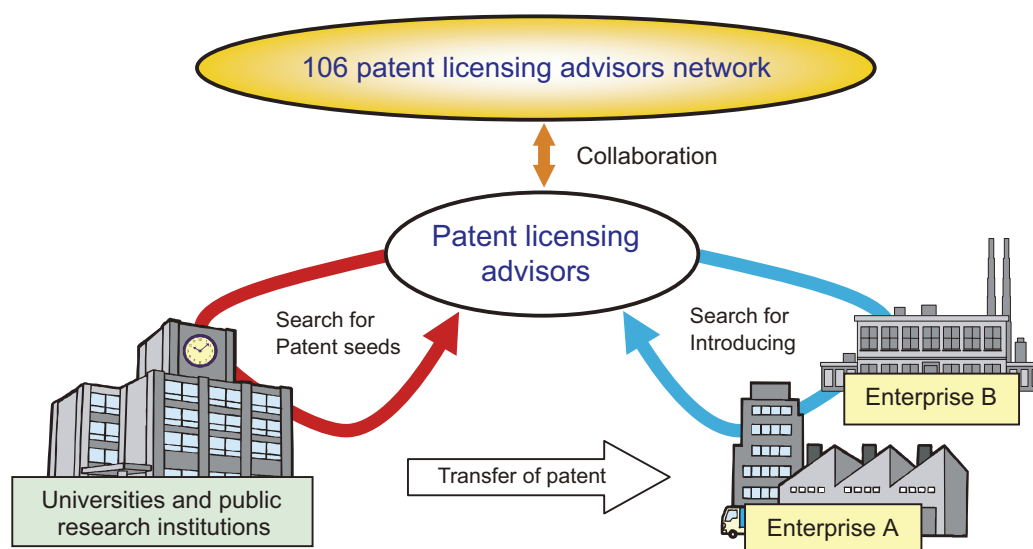 106 patent licensing advisors network
Collaboration
Patent licensing
advisors
Search for
Patent seeds
Search for
Introducing
Enterprise B
Transfer of patent
Universities and public
research institutions
Enterprise A